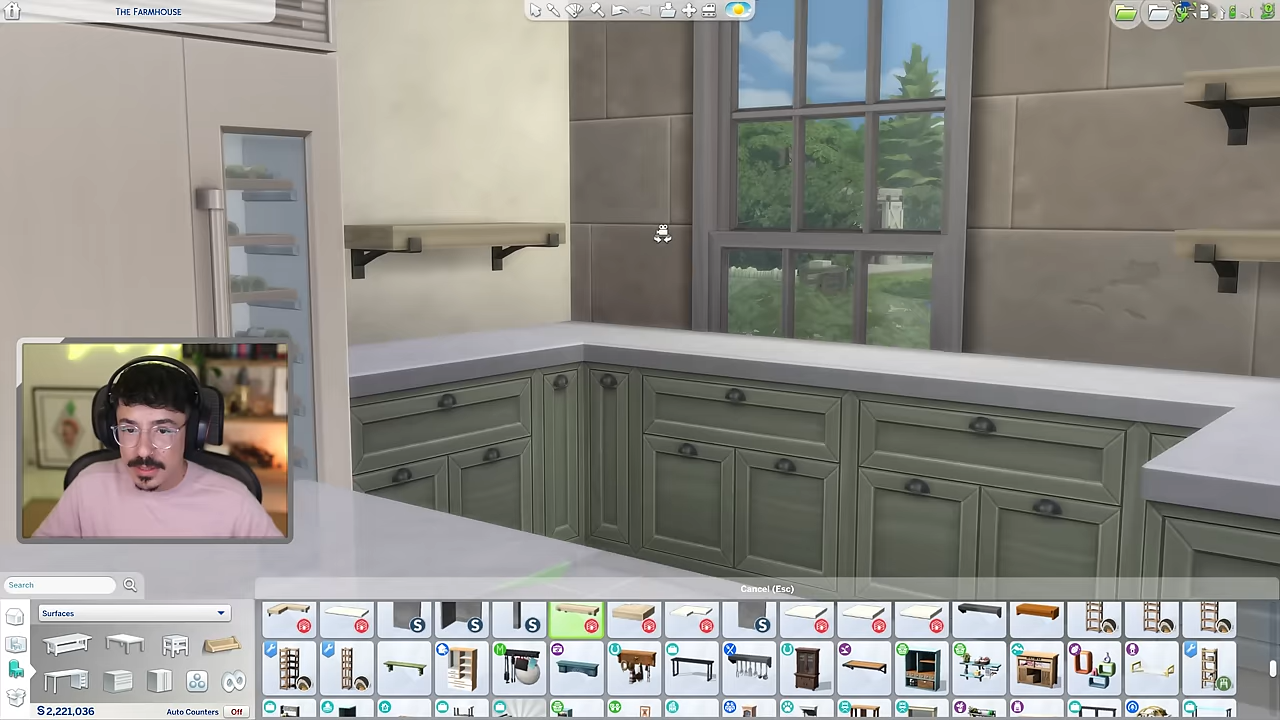 THE FARMHOUSE
Cancel (Esc)
Search
Surfaces
S S S S
M
§2,221,036
Auto Counters Off